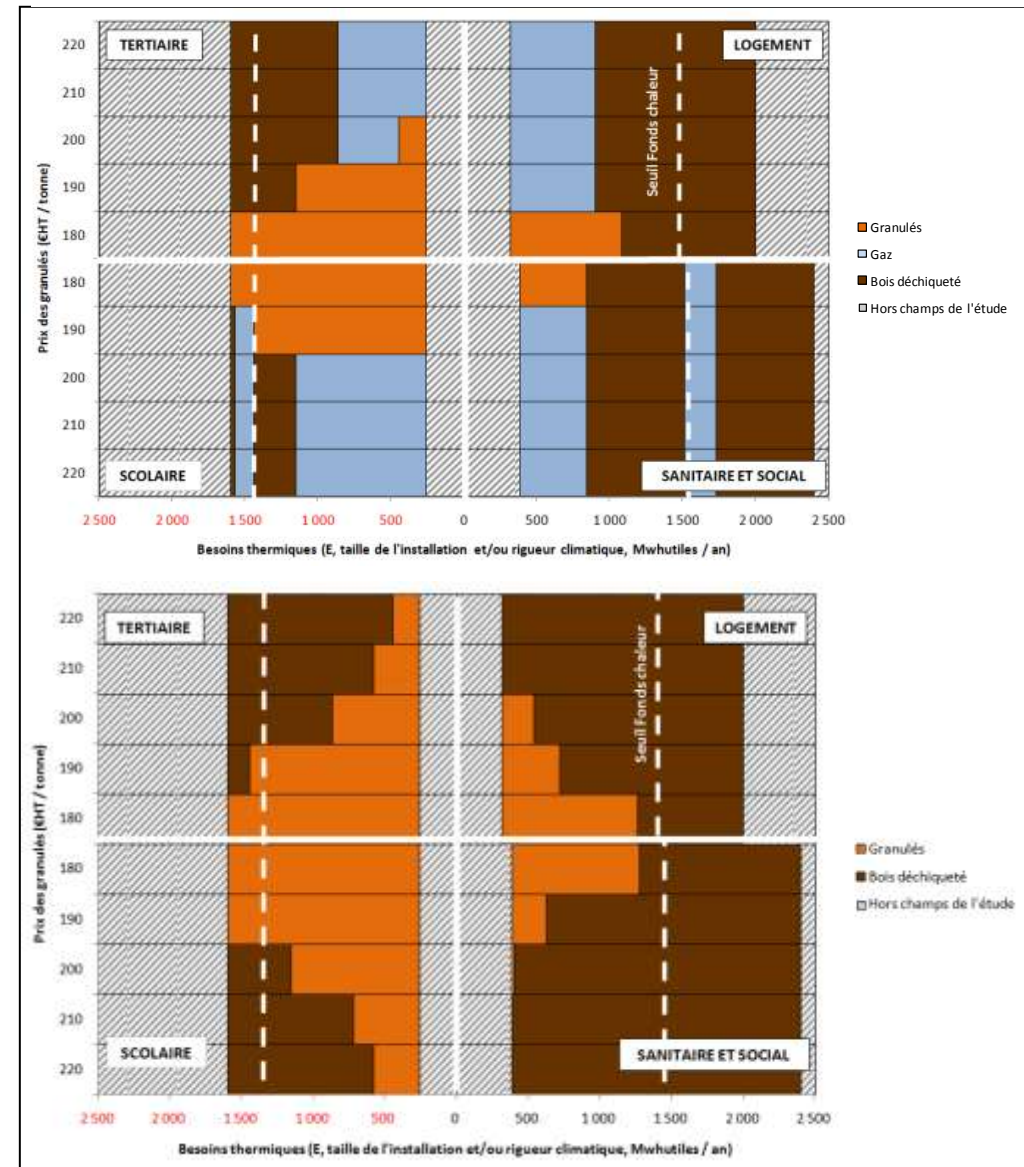 TERTIAIRE
LOGEMENT
Seuil Fonds chaleur
220
210
200
190
180
180
190
200
210
220
Prix des granulés (€HT / tonne)
SCOLAIRE
SANITAIRE ET SOCIAL
2 500 2 000 1 500 1 000 500 0 500 1 000 1 500 2 000 2 500
Besoins thermiques (E, taille de l'installation et/ou rigueur climatique, Mwhutiles / an)
Granulés
Gaz
Bois déchiqueté
Hors champs de l'étude
TERTIAIRE
LOGEMENT
Seuil Fonds chaleur
220
210
200
190
180
180
190
200
210
220
Prix des granulés (€HT / tonne)
SCOLAIRE
SANITAIRE ET SOCIAL
2 500 2 000 1 500 1 000 500 0 500 1 000 1 500 2 000 2 500
Besoins thermiques (E, taille de l'installation et/ou rigueur climatique, Mwhutiles / an)
Granulés
Bois déchiqueté
Hors champs de l'étude